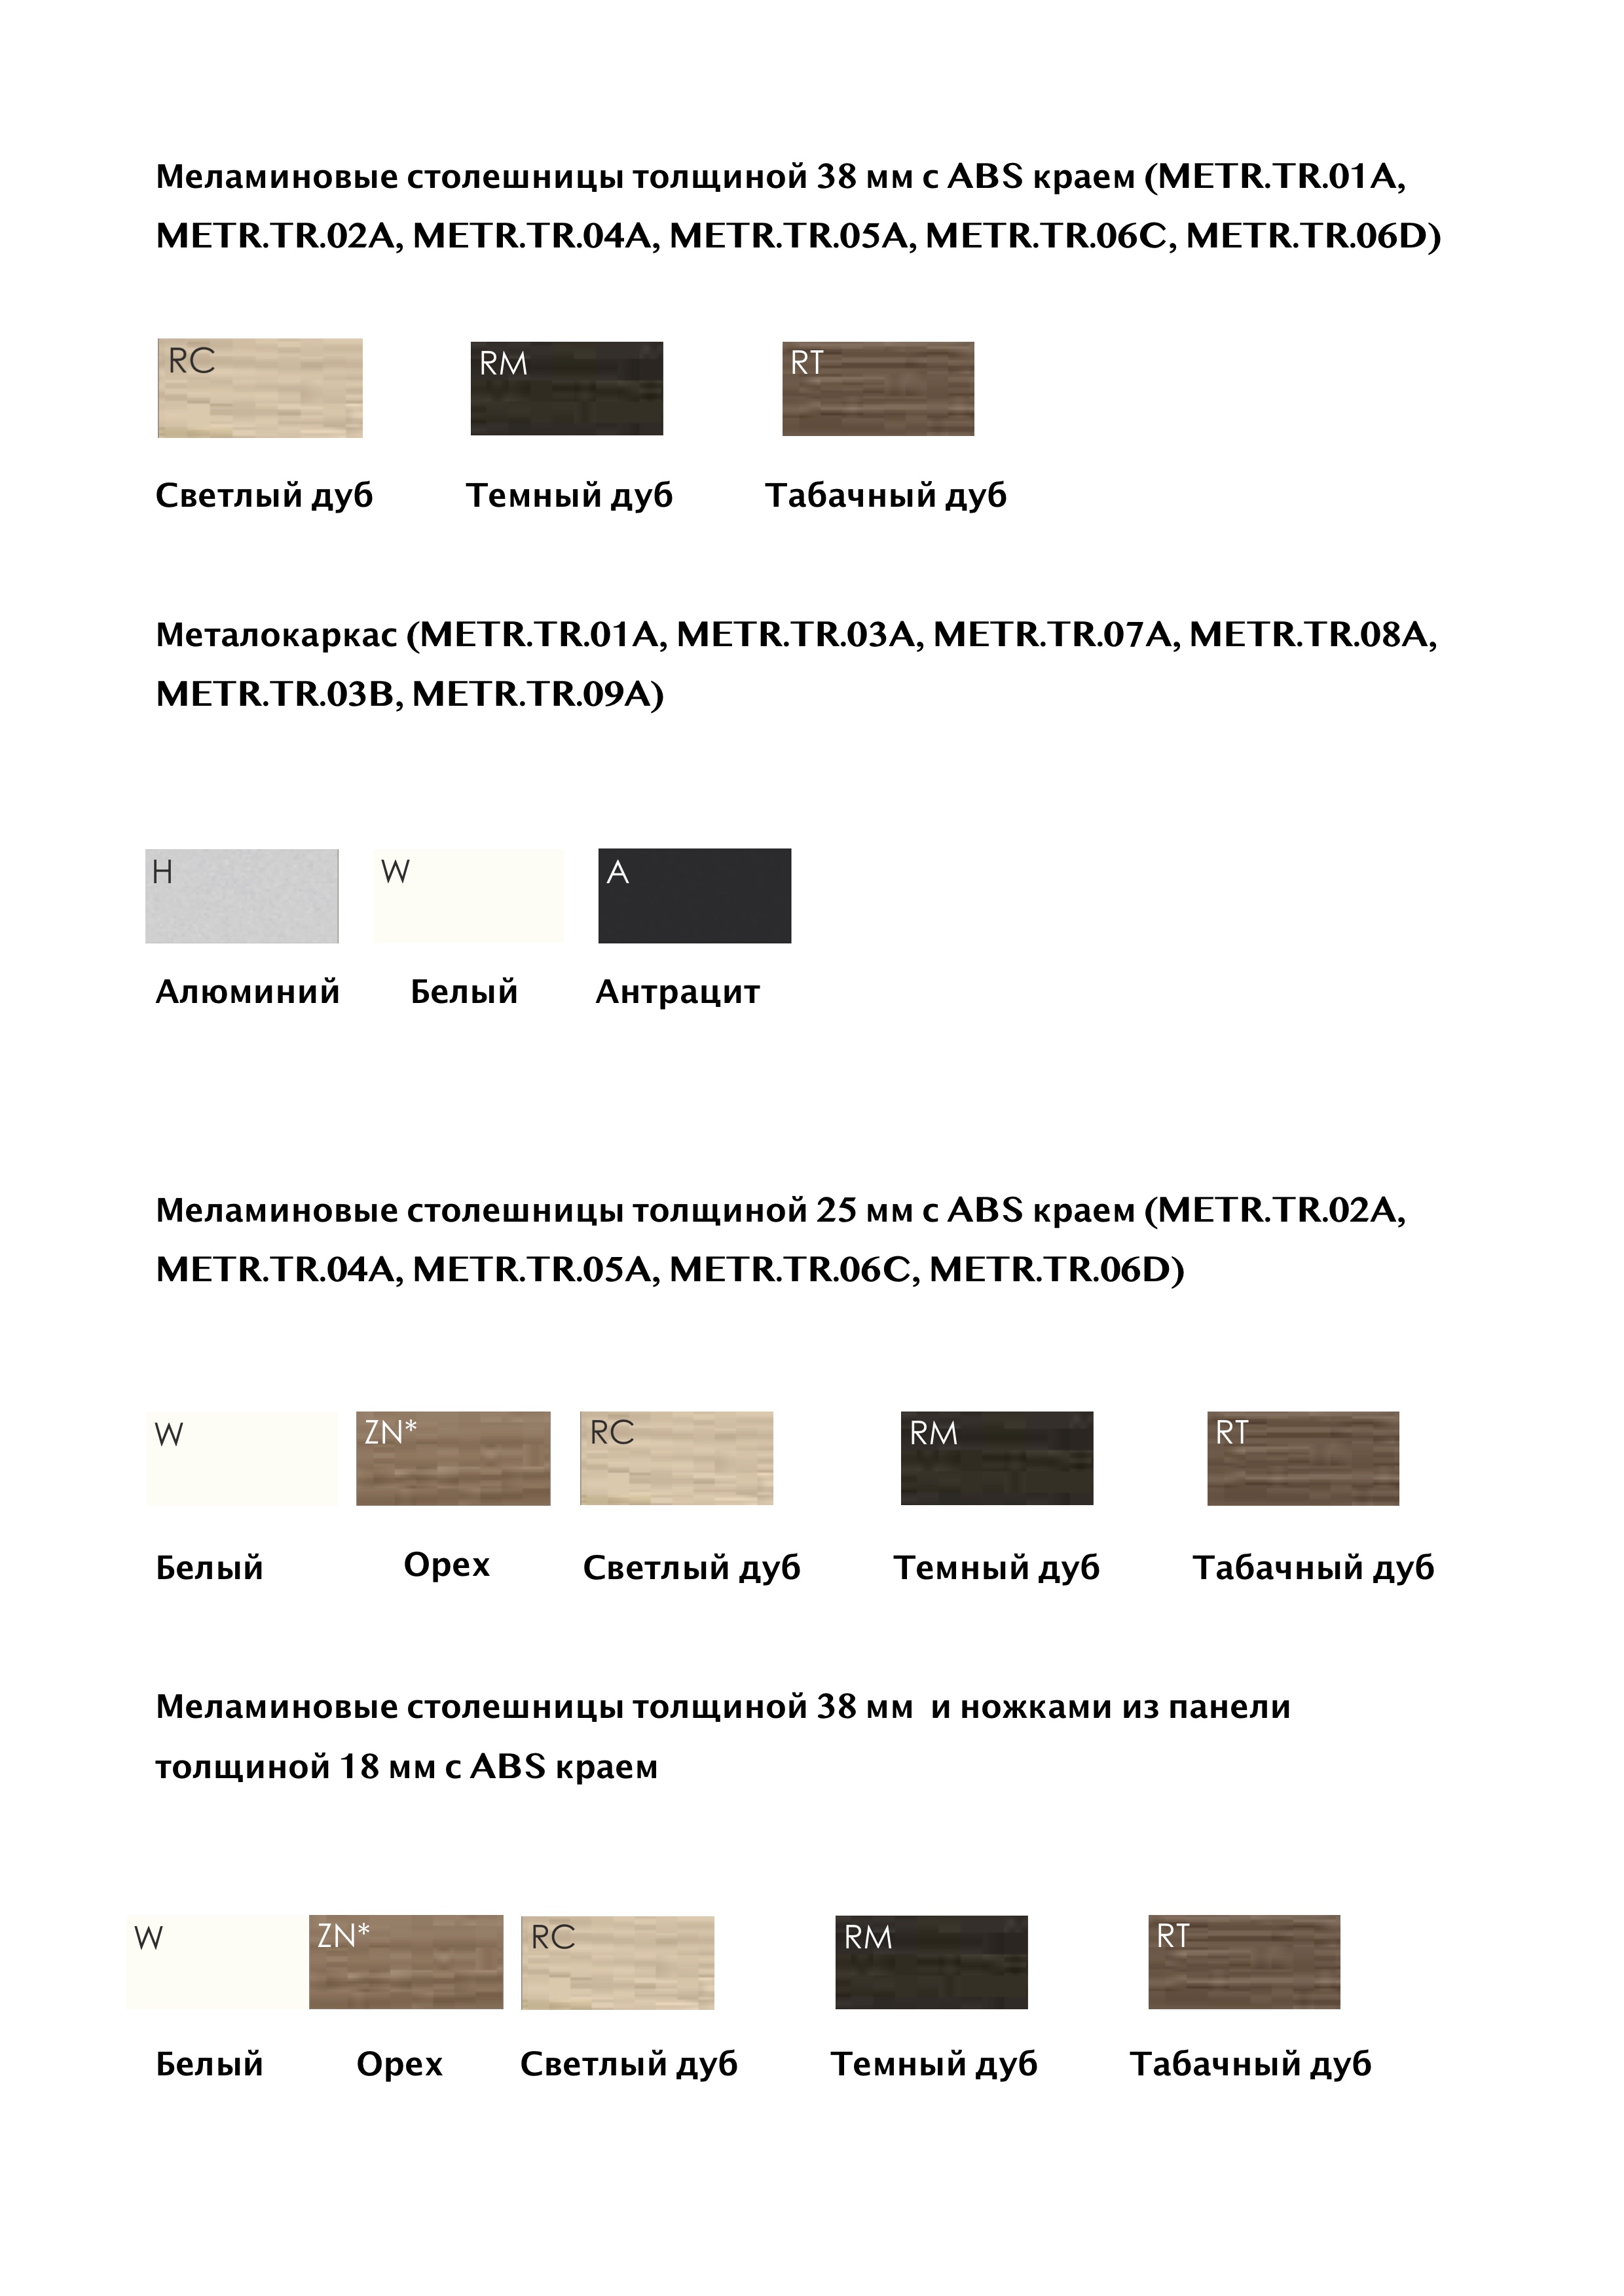 Меламиновые столешницы толщиной 38 мм с ABS краем (METR.TR.01A,
METR.TR.02A, METR.TR.04A, METR.TR.05A, METR.TR.06C, METR.TR.06D)
RC RM RT
Светлый дуб Темный дуб Табачный дуб
Металокаркас (METR.TR.01A, METR.TR.03A, METR.TR.07A, METR.TR.08A,
METR.TR.03B, METR.TR.09A)
H W A
Алюминий Белый Антрацит
Меламиновые столешницы толщиной 25 мм с ABS краем (METR.TR.02A,
METR.TR.04A, METR.TR.05A, METR.TR.06C, METR.TR.06D)
W ZN* RC RM RT
Белый Орех Светлый дуб Темный дуб Табачный дуб
Меламиновые столешницы толщиной 38 мм и ножками из панели
толщиной 18 мм с ABS краем
W ZN* RC RM RT
Белый Орех Светлый дуб Темный дуб Табачный дуб